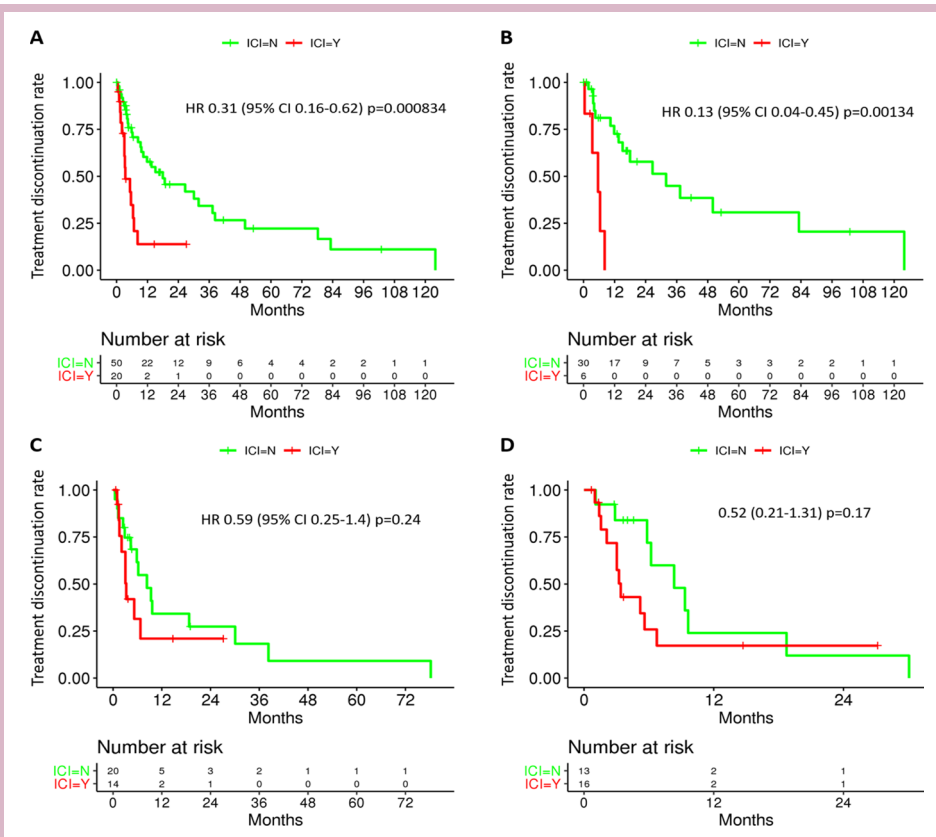 A
ICI=N ICI=Y
Treatment discontinuation rate
1.00
0.75
0.50
0.25
0.00
HR 0.31 (95% CI 0.16-0.62) p=0.000834
0 12 24 36 48 60 72 84 96 108 120
Months
Number at risk
ICI=N 50 22 12 9 6 4 4 2 2 1 1
ICI=Y 20 2 1 0 0 0 0 0 0 0 0
0 12 24 36 48 60 72 84 96 108 120
Months
B
ICI=N ICI=Y
Treatment discontinuation rate
1.00
0.75
0.50
0.25
0.00
HR 0.13 (95% CI 0.04-0.45) p=0.00134
0 12 24 36 48 60 72 84 96 108 120
Months
Number at risk
ICI=N 30 17 9 7 5 3 3 2 2 1 1
ICI=Y 6 0 0 0 0 0 0 0 0 0 0
0 12 24 36 48 60 72 84 96 108 120
Months
C
ICI=N ICI=Y
Treatment discontinuation rate
1.00
0.75
0.50
0.25
0.00
HR 0.59 (95% CI 0.25-1.4) p=0.24
0 12 24 36 48 60 72
Months
Number at risk
ICI=N 20 5 3 2 1 1 1
ICI=Y 14 2 1 0 0 0 0
0 12 24 36 48 60 72
Months
D
ICI=N ICI=Y
Treatment discontinuation rate
1.00
0.75
0.50
0.25
0.00
0.52 (0.21-1.31) p=0.17
0 12 24
Months
Number at risk
ICI=N 13 2 1
ICI=Y 16 2 1
0 12 24
Months